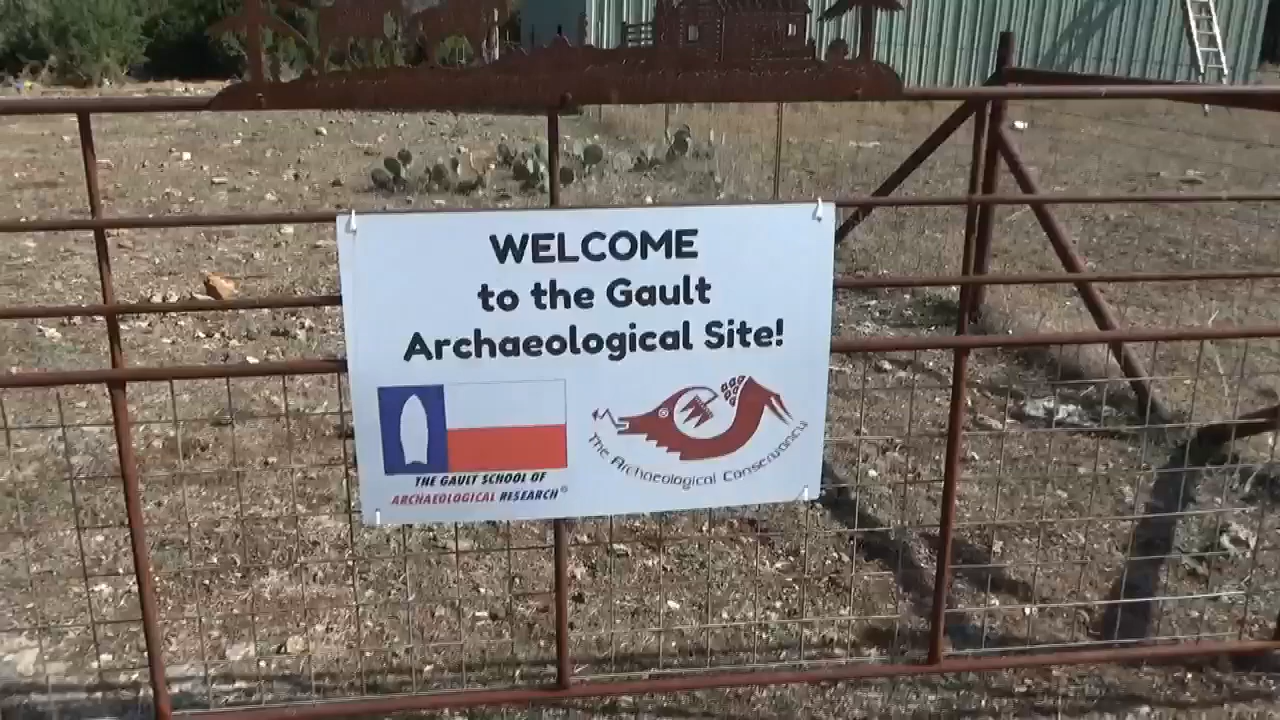 WELCOME
to the Gault
Archaeological Site!
THE GAULT SCHOOL OF
ARCHAEOLOGICAL RESEARCH©
The Archaeological Conservancy